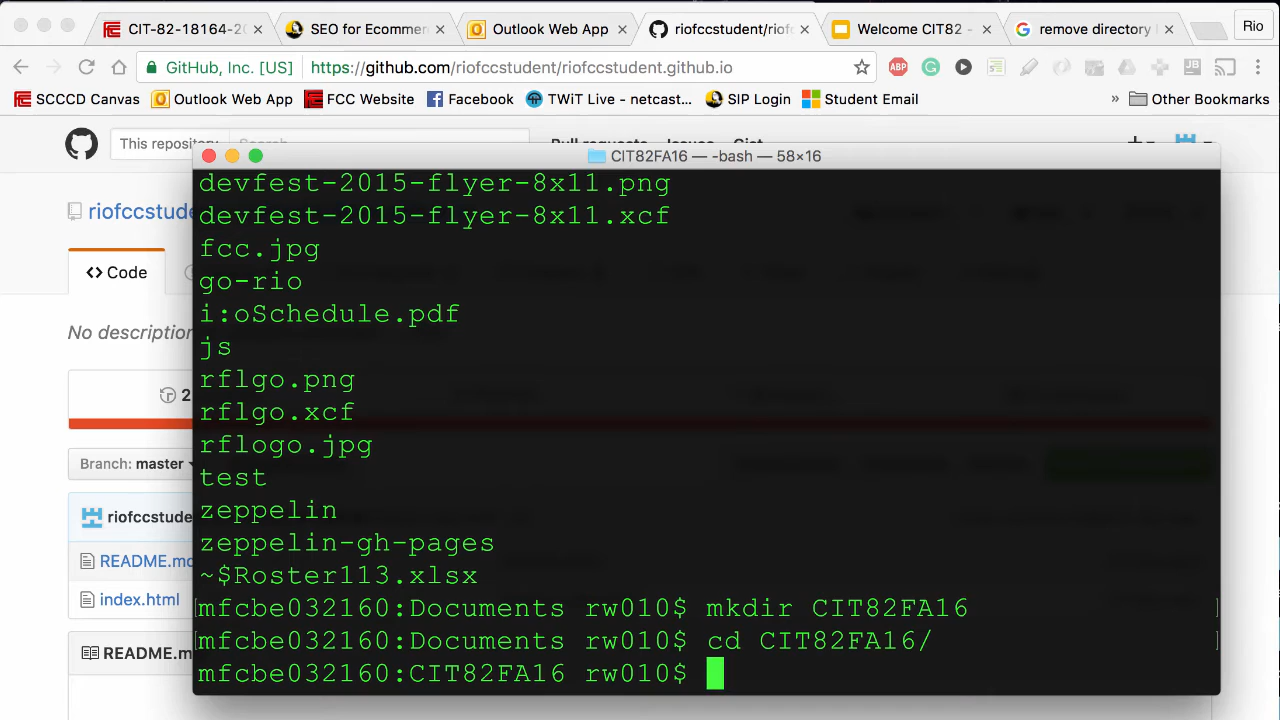 CIT-82-18164-20
SEO for Ecommer
Outlook Web App
riofccstudent/riofc
Welcome CIT82 -
remove directory
Rio
GitHub, Inc. [US]
https://github.com/riofccstudent/riofccstudent.github.io
SCCCD Canvas
Outlook Web App
FCC Website
Facebook
TWiT Live - netcast...
SIP Login
Student Email
»
Other Bookmarks
This repository
Search
Pull requests Issues Gist
CIT82FA16 — -bash — 58×16
riofccstude
<> Code
No description
2
Branch: master
riofccstude
README.md
index.html
README.m
devfest-2015-flyer-8x11.png
devfest-2015-flyer-8x11.xcf
fcc.jpg
go-rio
i:oSchedule.pdf
js
rflgo.png
rflgo.xcf
rflogo.jpg
test
zeppelin
zeppelin-gh-pages
~$Roster113.xlsx
mfcbe032160:Documents rw010$ mkdir CIT82FA16
mfcbe032160:Documents rw010$ cd CIT82FA16/
mfcbe032160:CIT82FA16 rw010$